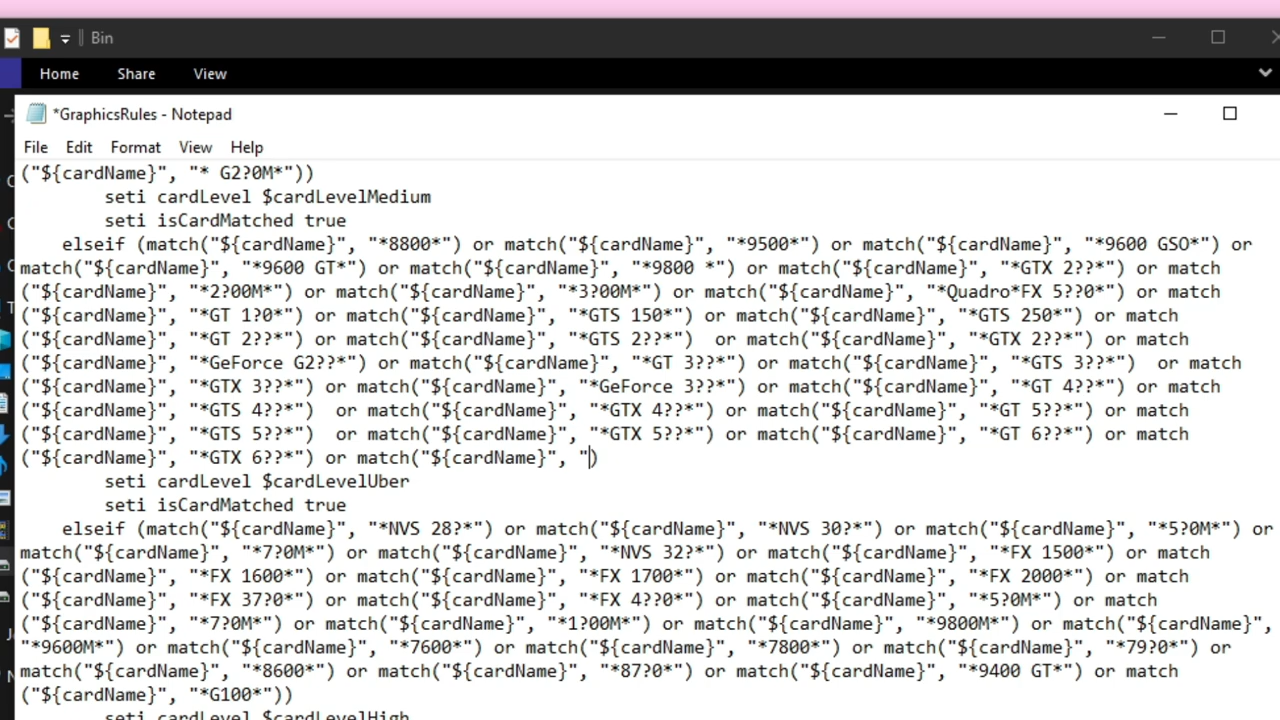 Bin
Home Share View
*GraphicsRules - Notepad
File Edit Format View Help
("${cardName}", "* G2?0M*"))
seti cardLevel $cardLevelMedium
seti isCardMatched true
elseif (match("${cardName}", "*8800*") or match("${cardName}", "*9500*") or match("${cardName}", "*9600 GSO*") or
match("${cardName}", "*9600 GT*") or match("${cardName}", "*9800 *") or match("${cardName}", "*GTX 2??*") or match
("${cardName}", "*2?00M*") or match("${cardName}", "*3?00M*") or match("${cardName}", "*Quadro*FX 5??0*") or match
("${cardName}", "*GT 1?0*") or match("${cardName}", "*GTS 150*") or match("${cardName}", "*GTS 250*") or match
("${cardName}", "*GT 2??*") or match("${cardName}", "*GTS 2??*")  or match("${cardName}", "*GTX 2??*") or match
("${cardName}", "*GeForce G2??*") or match("${cardName}", "*GT 3??*") or match("${cardName}", "*GTS 3??*")  or match
("${cardName}", "*GTX 3??*") or match("${cardName}", "*GeForce 3??*") or match("${cardName}", "*GT 4??*") or match
("${cardName}", "*GTS 4??*")  or match("${cardName}", "*GTX 4??*") or match("${cardName}", "*GT 5??*") or match
("${cardName}", "*GTS 5??*")  or match("${cardName}", "*GTX 5??*") or match("${cardName}", "*GT 6??*") or match
("${cardName}", "*GTX 6??*") or match("${cardName}", ")
seti cardLevel $cardLevelUber
seti isCardMatched true
elseif (match("${cardName}", "*NVS 28?*") or match("${cardName}", "*NVS 30?*") or match("${cardName}", "*5?0M*") or
match("${cardName}", "*7?0M*") or match("${cardName}", "*NVS 32?*") or match("${cardName}", "*FX 1500*") or match
("${cardName}", "*FX 1600*") or match("${cardName}", "*FX 1700*") or match("${cardName}", "*FX 2000*") or match
("${cardName}", "*FX 37?0*") or match("${cardName}", "*FX 4??0*") or match("${cardName}", "*5?0M*") or match
("${cardName}", "*7?0M*") or match("${cardName}", "*1?00M*") or match("${cardName}", "*9800M*") or match("${cardName}",
"*9600M*") or match("${cardName}", "*7600*") or match("${cardName}", "*7800*") or match("${cardName}", "*79?0*") or
match("${cardName}", "*8600*") or match("${cardName}", "*87?0*") or match("${cardName}", "*9400 GT*") or match
("${cardName}", "*G100*"))
seti cardLevel $cardLevelHigh